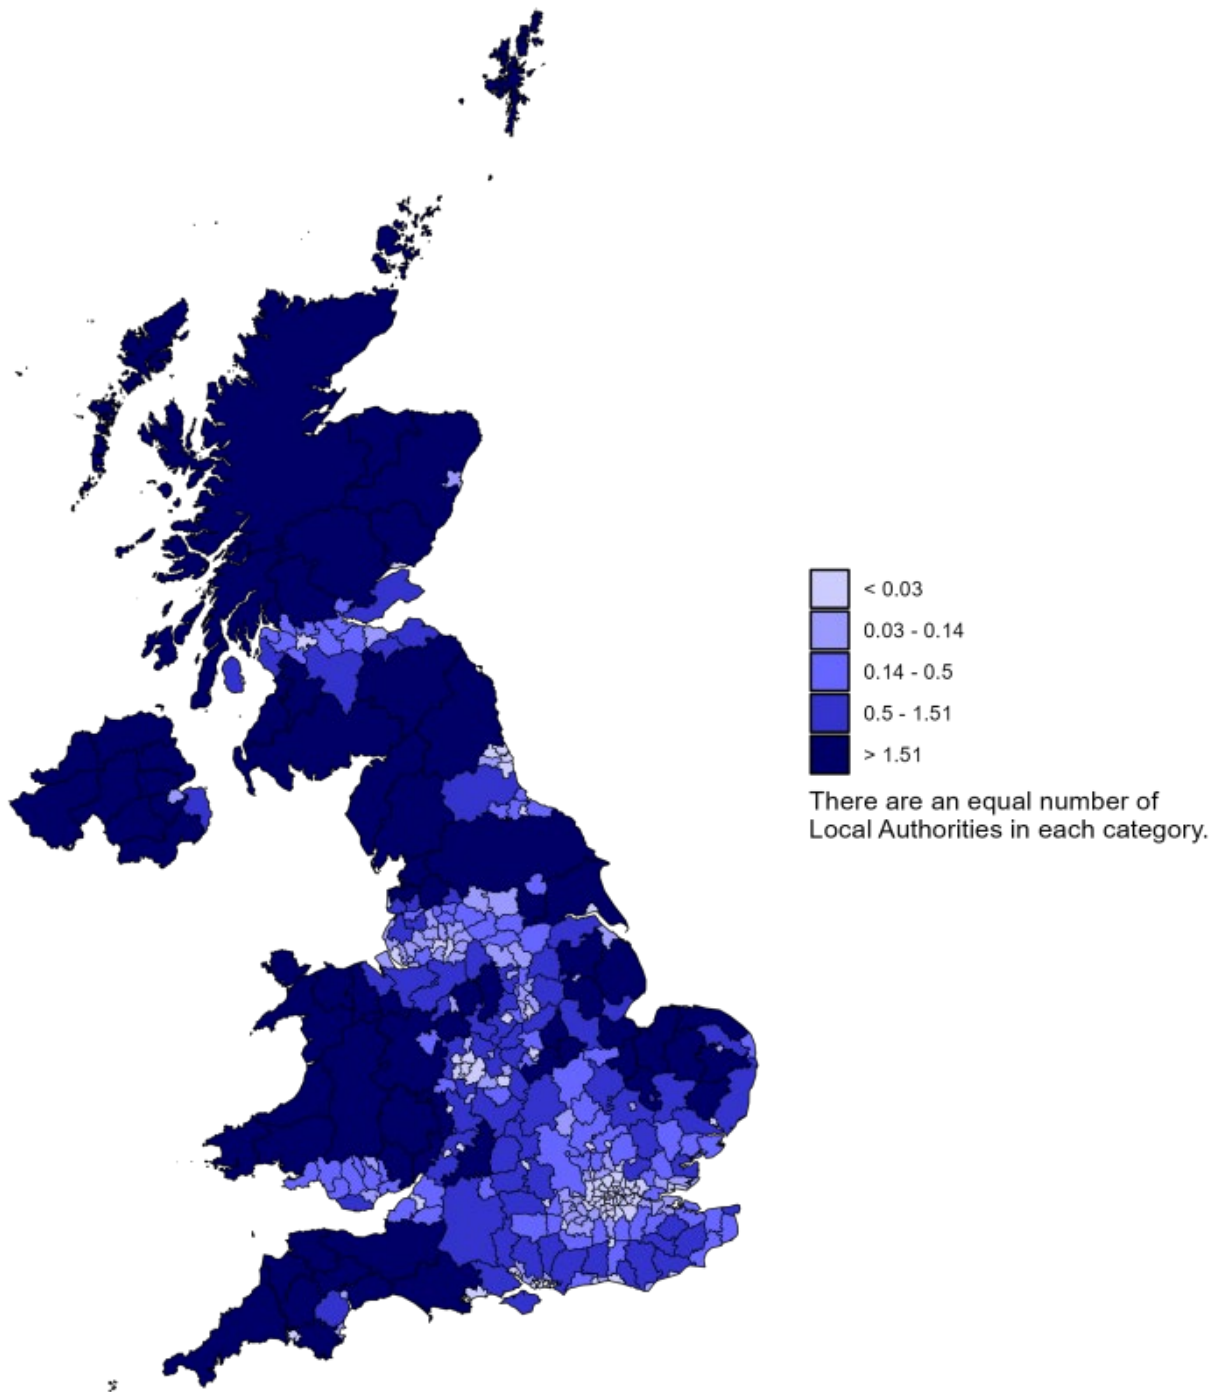 < 0.03
0.03 - 0.14
0.14 - 0.5
0.5 - 1.51
> 1.51
There are an equal number of
Local Authorities in each category.